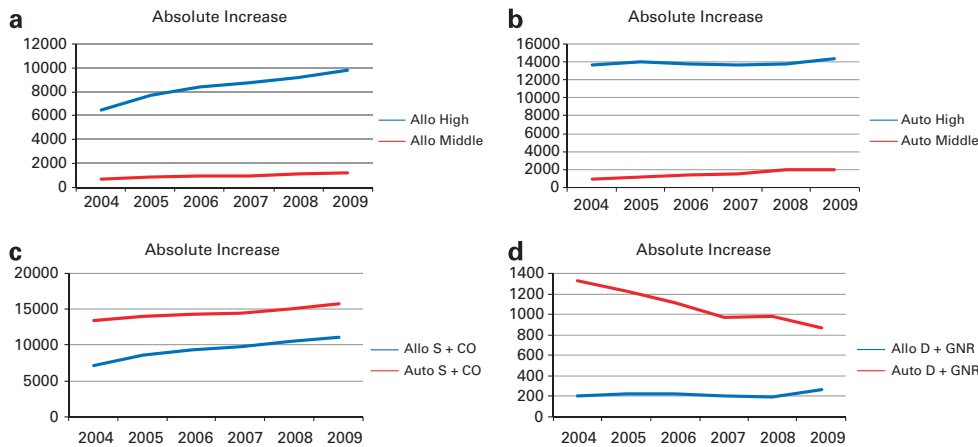 a
Absolute Increase
12000
10000
8000
6000
4000
2000
0
2004 2005 2006 2007 2008 2009
Allo High
Allo Middle
b
Absolute Increase
16000
14000
12000
10000
8000
6000
4000
2000
0
2004 2005 2006 2007 2008 2009
Auto High
Auto Middle
c
Absolute Increase
20000
15000
10000
5000
0
2004 2005 2006 2007 2008 2009
Allo S + CO
Auto S + CO
d
Absolute Increase
1400
1200
1000
800
600
400
200
0
2004 2005 2006 2007 2008 2009
Allo D + GNR
Auto D + GNR